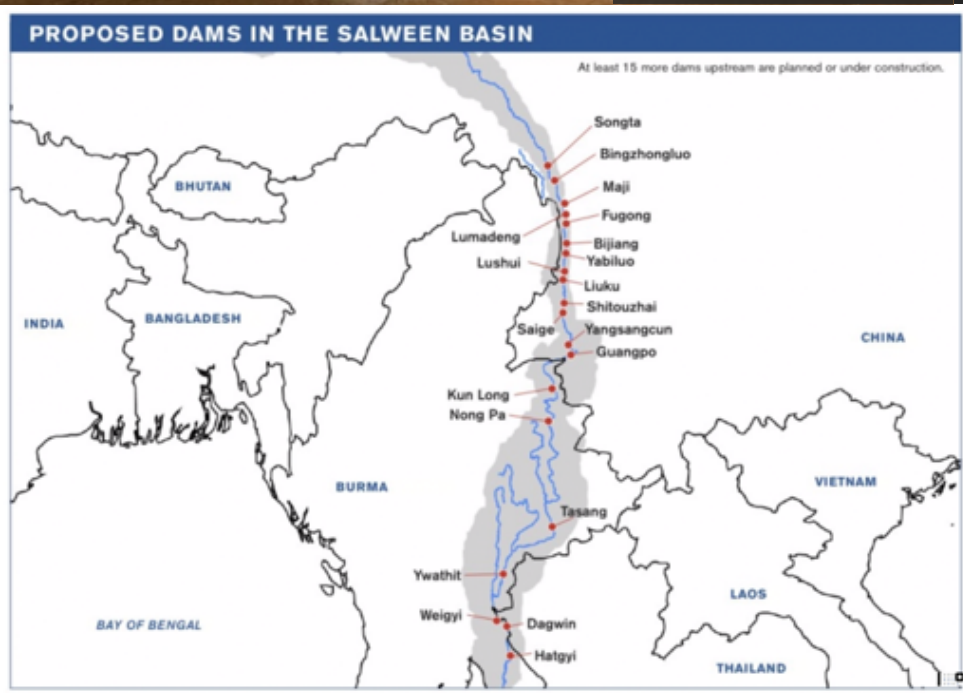 PROPOSED DAMS IN THE SALWEEN BASIN
At least 15 more dams upstream are planned or under construction.
Songta
Bingzhongluo
BHUTAN
Maji
Fugong
Lumadeng
Bijiang
Yabiluo
Lushui
Liuku
Shitouzhai
INDIA
BANGLADESH
Saige
Yangsangcun
CHINA
Guangpo
Kun Long
Nong Pa
BURMA
VIETNAM
Tasang
Ywathit
LAOS
Weigyi
BAY OF BENGAL
Dagwin
Hatgyi
THAILAND